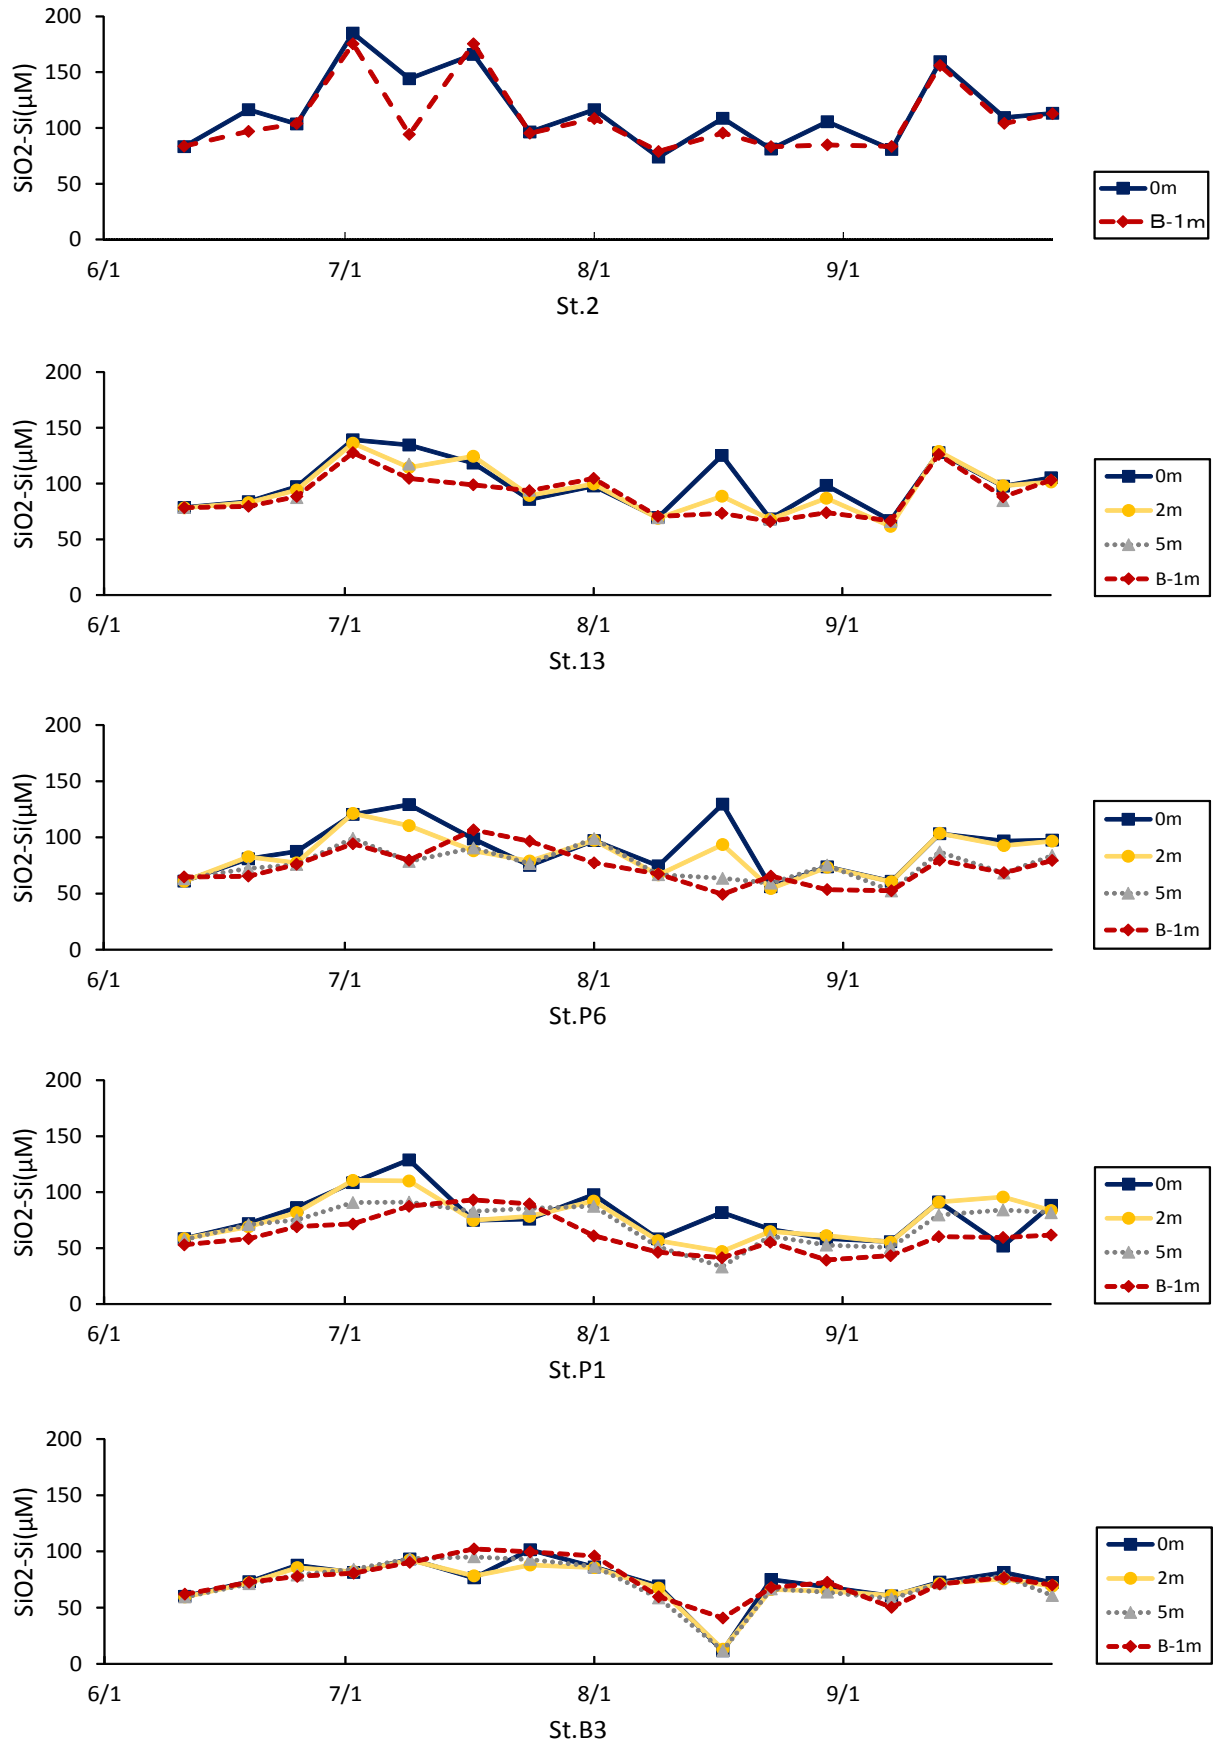 200
150
100
50
0
SiO2-Si(μM)
6/1 7/1 8/1 9/1
St.2
0m
B-1m
200
150
100
50
0
SiO2-Si(μM)
6/1 7/1 8/1 9/1
St.13
0m
2m
5m
B-1m
200
150
100
50
0
SiO2-Si(μM)
6/1 7/1 8/1 9/1
St.P6
0m
2m
5m
B-1m
200
150
100
50
0
SiO2-Si(μM)
6/1 7/1 8/1 9/1
St.P1
0m
2m
5m
B-1m
200
150
100
50
0
SiO2-Si(μM)
6/1 7/1 8/1 9/1
St.B3
0m
2m
5m
B-1m